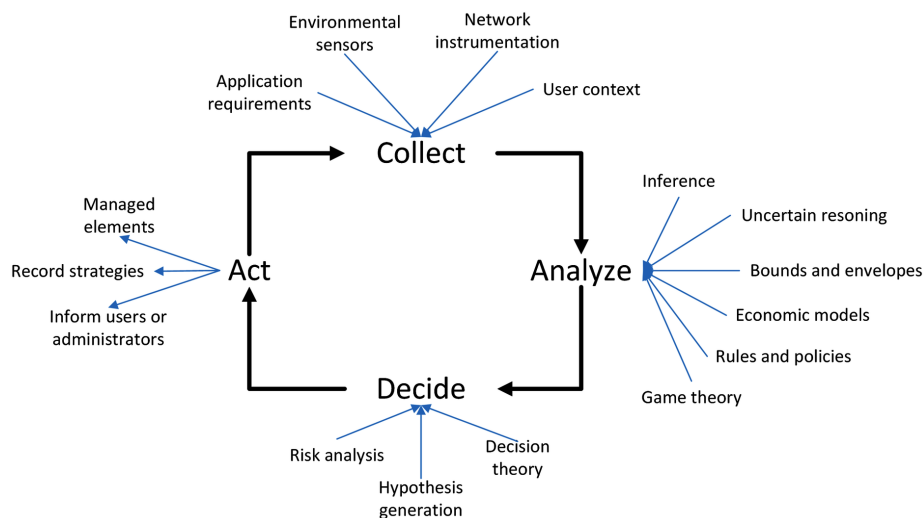 Environmental
sensors
Network
instrumentation
Application
requirements
User context
Collect
Inference
Managed
elements
Uncertain resoning
Record strategies
Act
Analyze
Bounds and envelopes
Inform users or
administrators
Economic models
Rules and policies
Decide
Game theory
Risk analysis
Decision
theory
Hypothesis
generation